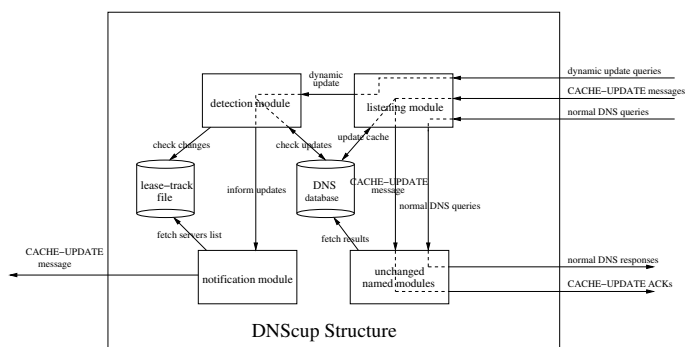 dynamic update queries
dynamic
update
CACHE−UPDATE messages
detection module
listening module
normal DNS queries
update cache
check changes
check updates
lease−track
file
inform updates
DNS
database
CACHE−UPDATE
message
normal DNS queries
fetch servers list
fetch results
CACHE−UPDATE
message
notification module
unchanged
named modules
normal DNS responses
CACHE−UPDATE ACKs
DNScup Structure